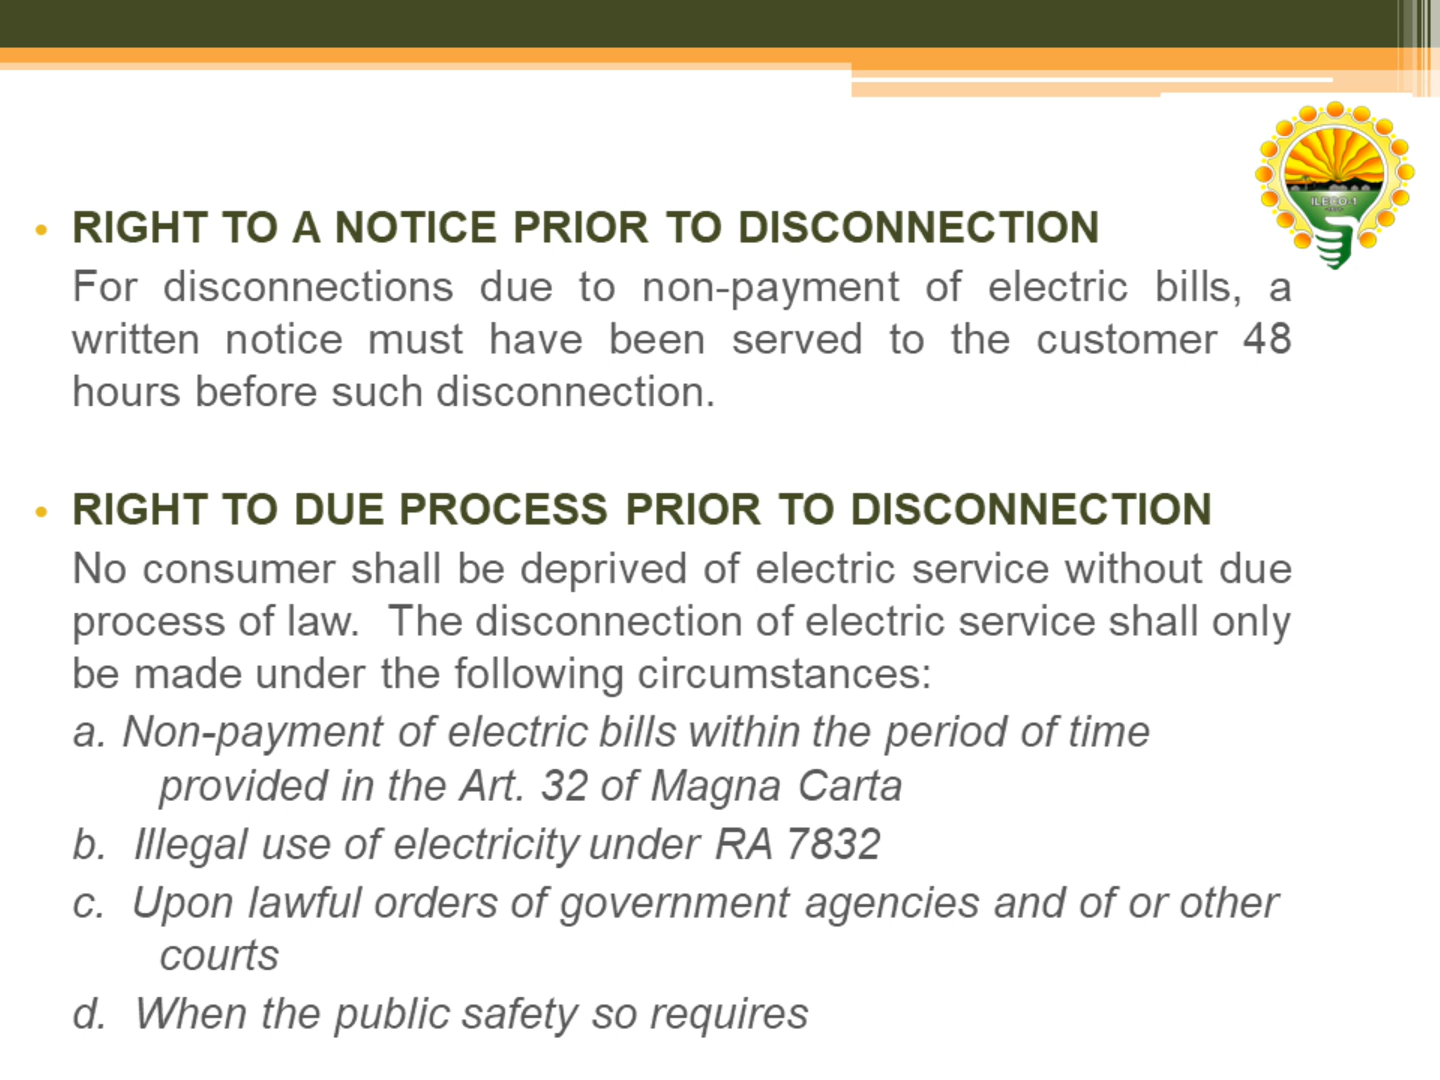 ILECO-1
• RIGHT TO A NOTICE PRIOR TO DISCONNECTION
For disconnections due to non-payment of electric bills, a
written notice must have been served to the customer 48
hours before such disconnection.
• RIGHT TO DUE PROCESS PRIOR TO DISCONNECTION
No consumer shall be deprived of electric service without due
process of law. The disconnection of electric service shall only
be made under the following circumstances:
a. Non-payment of electric bills within the period of time
provided in the Art. 32 of Magna Carta
b. Illegal use of electricity under RA 7832
c. Upon lawful orders of government agencies and of or other
courts
d. When the public safety so requires